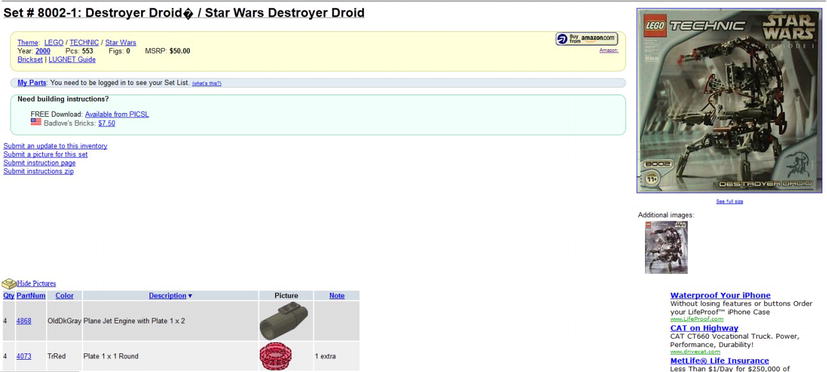 Set # 8002-1: Destroyer Droid� / Star Wars Destroyer Droid
Theme: LEGO / TECHNIC / Star Wars
Year: 2000 Pcs: 553 Figs: 0 MSRP: $50.00
Brickset | LUGNET Guide
buy from amazon.com
Amazon:
My Parts: You need to be logged in to see your Set List. (what's this?)
Need building instructions?
FREE Download: Available from PICSL
Badlove's Bricks: $7.50
Submit an update to this inventory
Submit a picture for this set
Submit instruction page
Submit instructions zip
LEGO TECHNIC STAR WARS
EPISODE I
8002
DESTROYER DROID
See full size
Additional images:
Hide Pictures
Qty PartNum Color Description ▾ Picture Note
4 4868 OldDkGray Plane Jet Engine with Plate 1 x 2
4 4073 TrRed Plate 1 x 1 Round 1 extra
Waterproof Your iPhone
Without losing features or buttons Order
your LifeProof™ iPhone Case
www.LifeProof.com
CAT on Highway
CAT CT660 Vocational Truck. Power,
Performance, Durability!
www.drivecat.com
MetLife® Life Insurance
Less Than $1/Day for $250,000 of